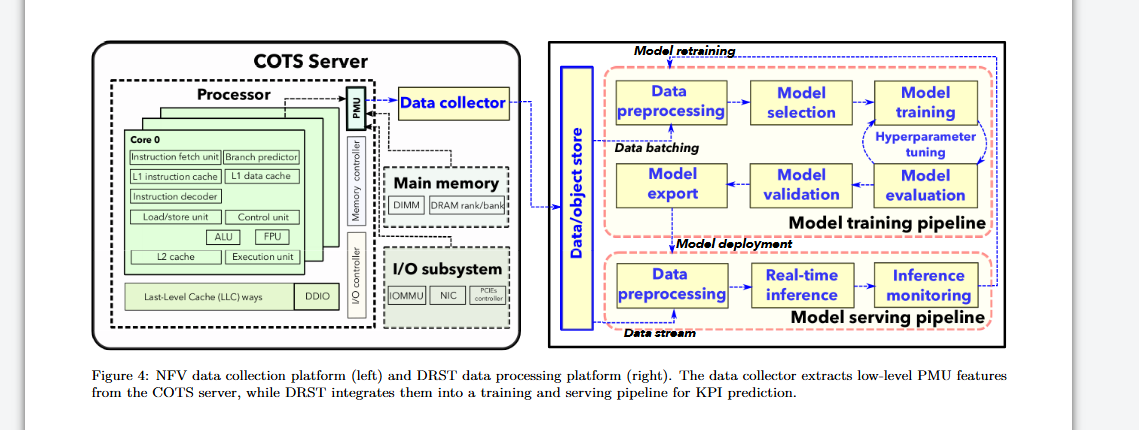 COTS Server
Processor
PMU
Data collector
Core 0
Instruction fetch unit
Branch predictor
L1 instruction cache
L1 data cache
Instruction decoder
Load/store unit
Control unit
ALU
FPU
L2 cache
Execution unit
Last-Level Cache (LLC) ways
DDIO
Memory controller
I/O controller
Main memory
DIMM
DRAM rank/bank
I/O subsystem
IOMMU
NIC
PCIEs
controller
Data/object store
Model retraining
Data
preprocessing
Model
selection
Model
training
Hyperparameter
tuning
Data batching
Model
export
Model
validation
Model
evaluation
Model training pipeline
Model deployment
Data
preprocessing
Real-time
inference
Inference
monitoring
Model serving pipeline
Data stream
Figure 4: NFV data collection platform (left) and DRST data processing platform (right). The data collector extracts low-level PMU features
from the COTS server, while DRST integrates them into a training and serving pipeline for KPI prediction.